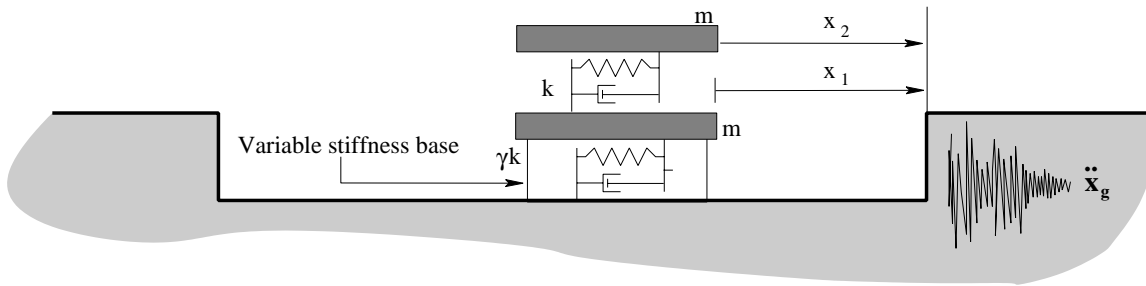 m
x 2
k
x 1
m
Variable stiffness base
γk
ẍg